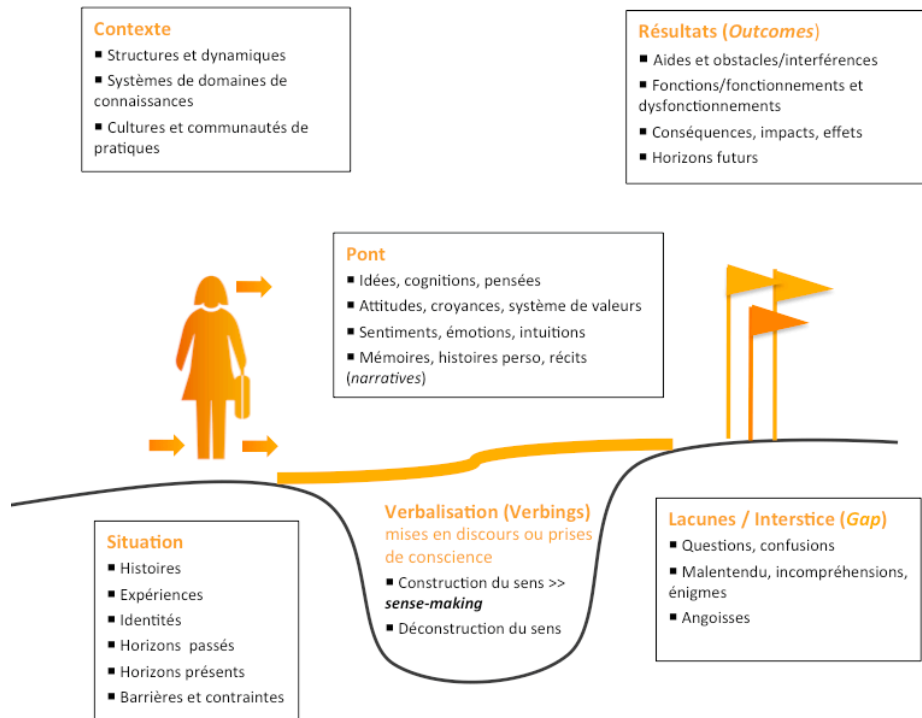 Contexte
■ Structures et dynamiques
■ Systèmes de domaines de
connaissances
■ Cultures et communautés de
pratiques
Résultats (Outcomes)
■ Aides et obstacles/interférences
■ Fonctions/fonctionnements et
dysfonctionnements
■ Conséquences, impacts, effets
■ Horizons futurs
Pont
■ Idées, cognitions, pensées
■ Attitudes, croyances, système de valeurs
■ Sentiments, émotions, intuitions
■ Mémoires, histoires perso, récits
(narratives)
Situation
■ Histoires
■ Expériences
■ Identités
■ Horizons passés
■ Horizons présents
■ Barrières et contraintes
Verbalisation (Verbings)
mises en discours ou prises
de conscience
■ Construction du sens >>
sense-making
■ Déconstruction du sens
Lacunes / Interstice (Gap)
■ Questions, confusions
■ Malentendu, incompréhensions,
énigmes
■ Angoisses